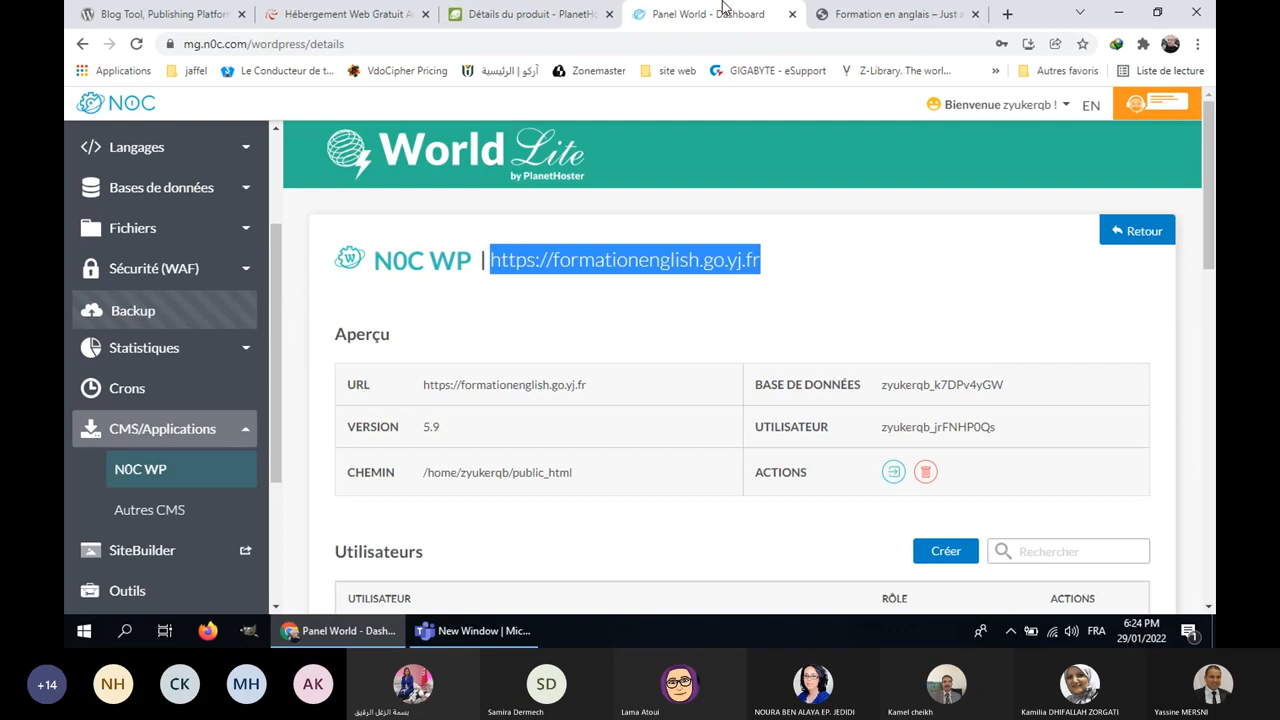 Blog Tool, Publishing Platform
Hébergement Web Gratuit A
Détails du produit - PlanetHo
Panel World - Dashboard
Formation en anglais – Just a
mg.n0c.com/wordpress/details
Applications
jaffel
Le Conducteur de t...
VdoCipher Pricing
آركو | الرئيسية
Zonemaster
site web
GIGABYTE - eSupport
Z-Library. The worl...
»
Autres favoris
Liste de lecture
N0C
Bienvenue zyukerqb !
EN
Langages
Bases de données
Fichiers
Sécurité (WAF)
Backup
Statistiques
Crons
CMS/Applications
N0C WP
Autres CMS
SiteBuilder
Outils
World Lite
by PlanetHoster
Retour
N0C WP | https://formationenglish.go.yj.fr
Aperçu
URL https://formationenglish.go.yj.fr BASE DE DONNÉES zyukerqb_k7DPv4yGW
VERSION 5.9 UTILISATEUR zyukerqb_jrFNHP0Qs
CHEMIN /home/zyukerqb/public_html ACTIONS
Utilisateurs
Créer
Rechercher
UTILISATEUR RÔLE ACTIONS
Panel World - Dash...
New Window | Mic...
FRA
6:24 PM
29/01/2022
1
+14
NH
CK
MH
AK
بسمة الزغل الرقيق
SD
Samira Dermech
Lama Atoui
NOURA BEN ALAYA EP. JEDIDI
Kamel cheikh
Kamilia DHIFALLAH ZORGATI
Yassine MERSNI